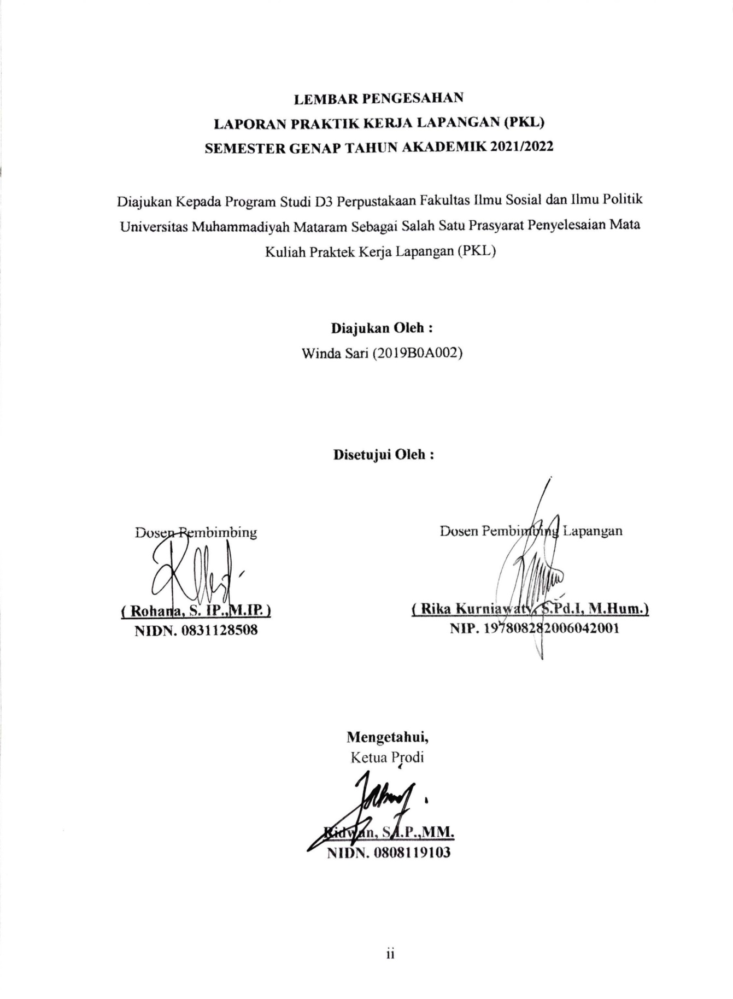 LEMBAR PENGESAHAN
LAPORAN PRAKTIK KERJA LAPANGAN (PKL)
SEMESTER GENAP TAHUN AKADEMIK 2021/2022
Diajukan Kepada Program Studi D3 Perpustakaan Fakultas Ilmu Sosial dan Ilmu Politik
Universitas Muhammadiyah Mataram Sebagai Salah Satu Prasyarat Penyelesaian Mata
Kuliah Praktek Kerja Lapangan (PKL)
Diajukan Oleh :
Winda Sari (2019B0A002)
Disetujui Oleh :
Dosen Pembimbing
( Rohana, S. IP.,M.IP. )
NIDN. 0831128508
Dosen Pembimbing Lapangan
( Rika Kurniawaty, S.Pd.I, M.Hum.)
NIP. 197808282006042001
Mengetahui,
Ketua Prodi
Ridwan, S.I.P.,MM.
NIDN. 0808119103
ii